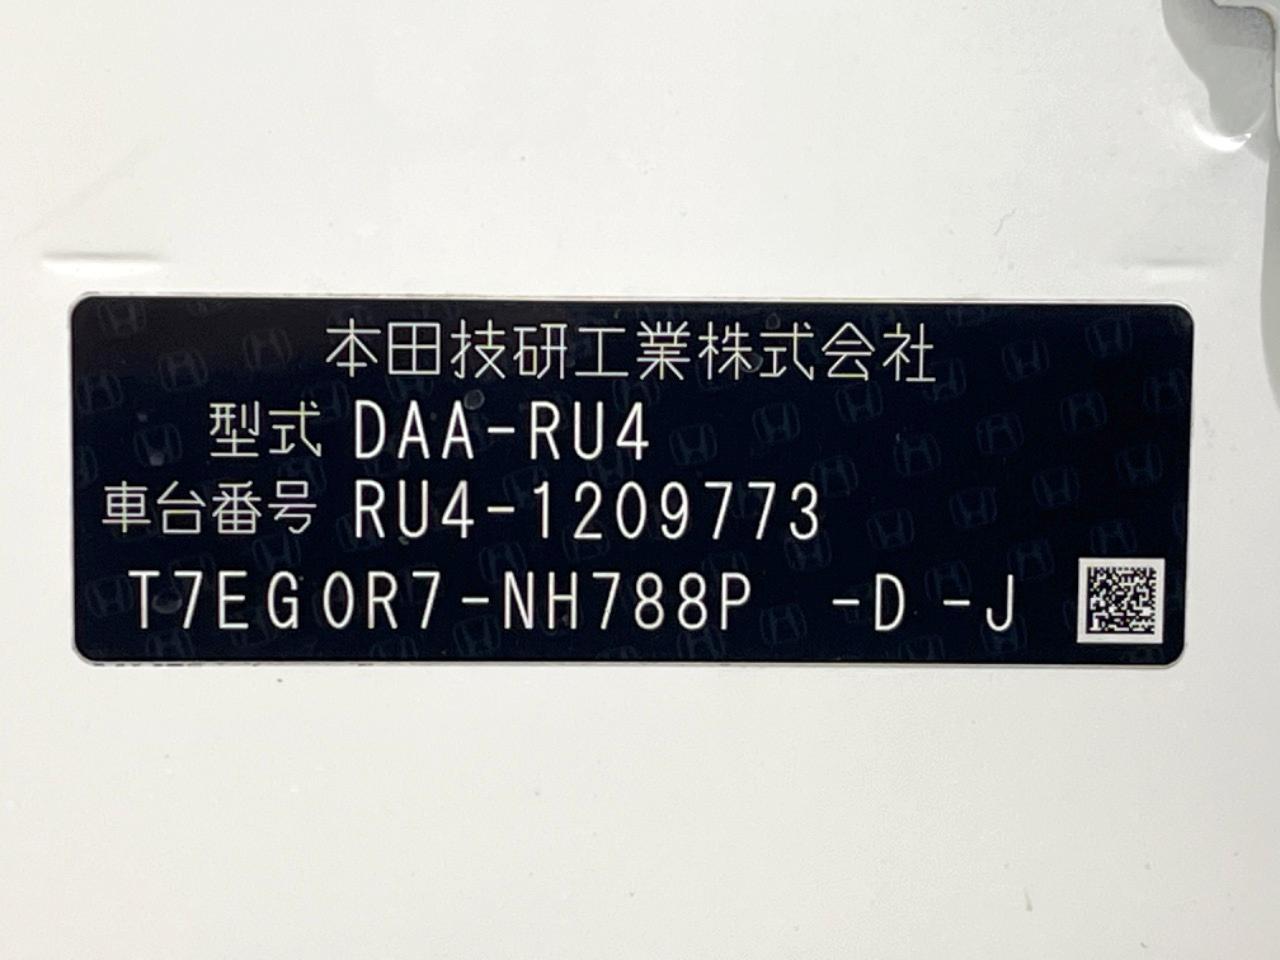 本田技研工業株式会社
型式 DAA-RU4
車台番号 RU4-1209773
T7EG0R7-NH788P -D -J